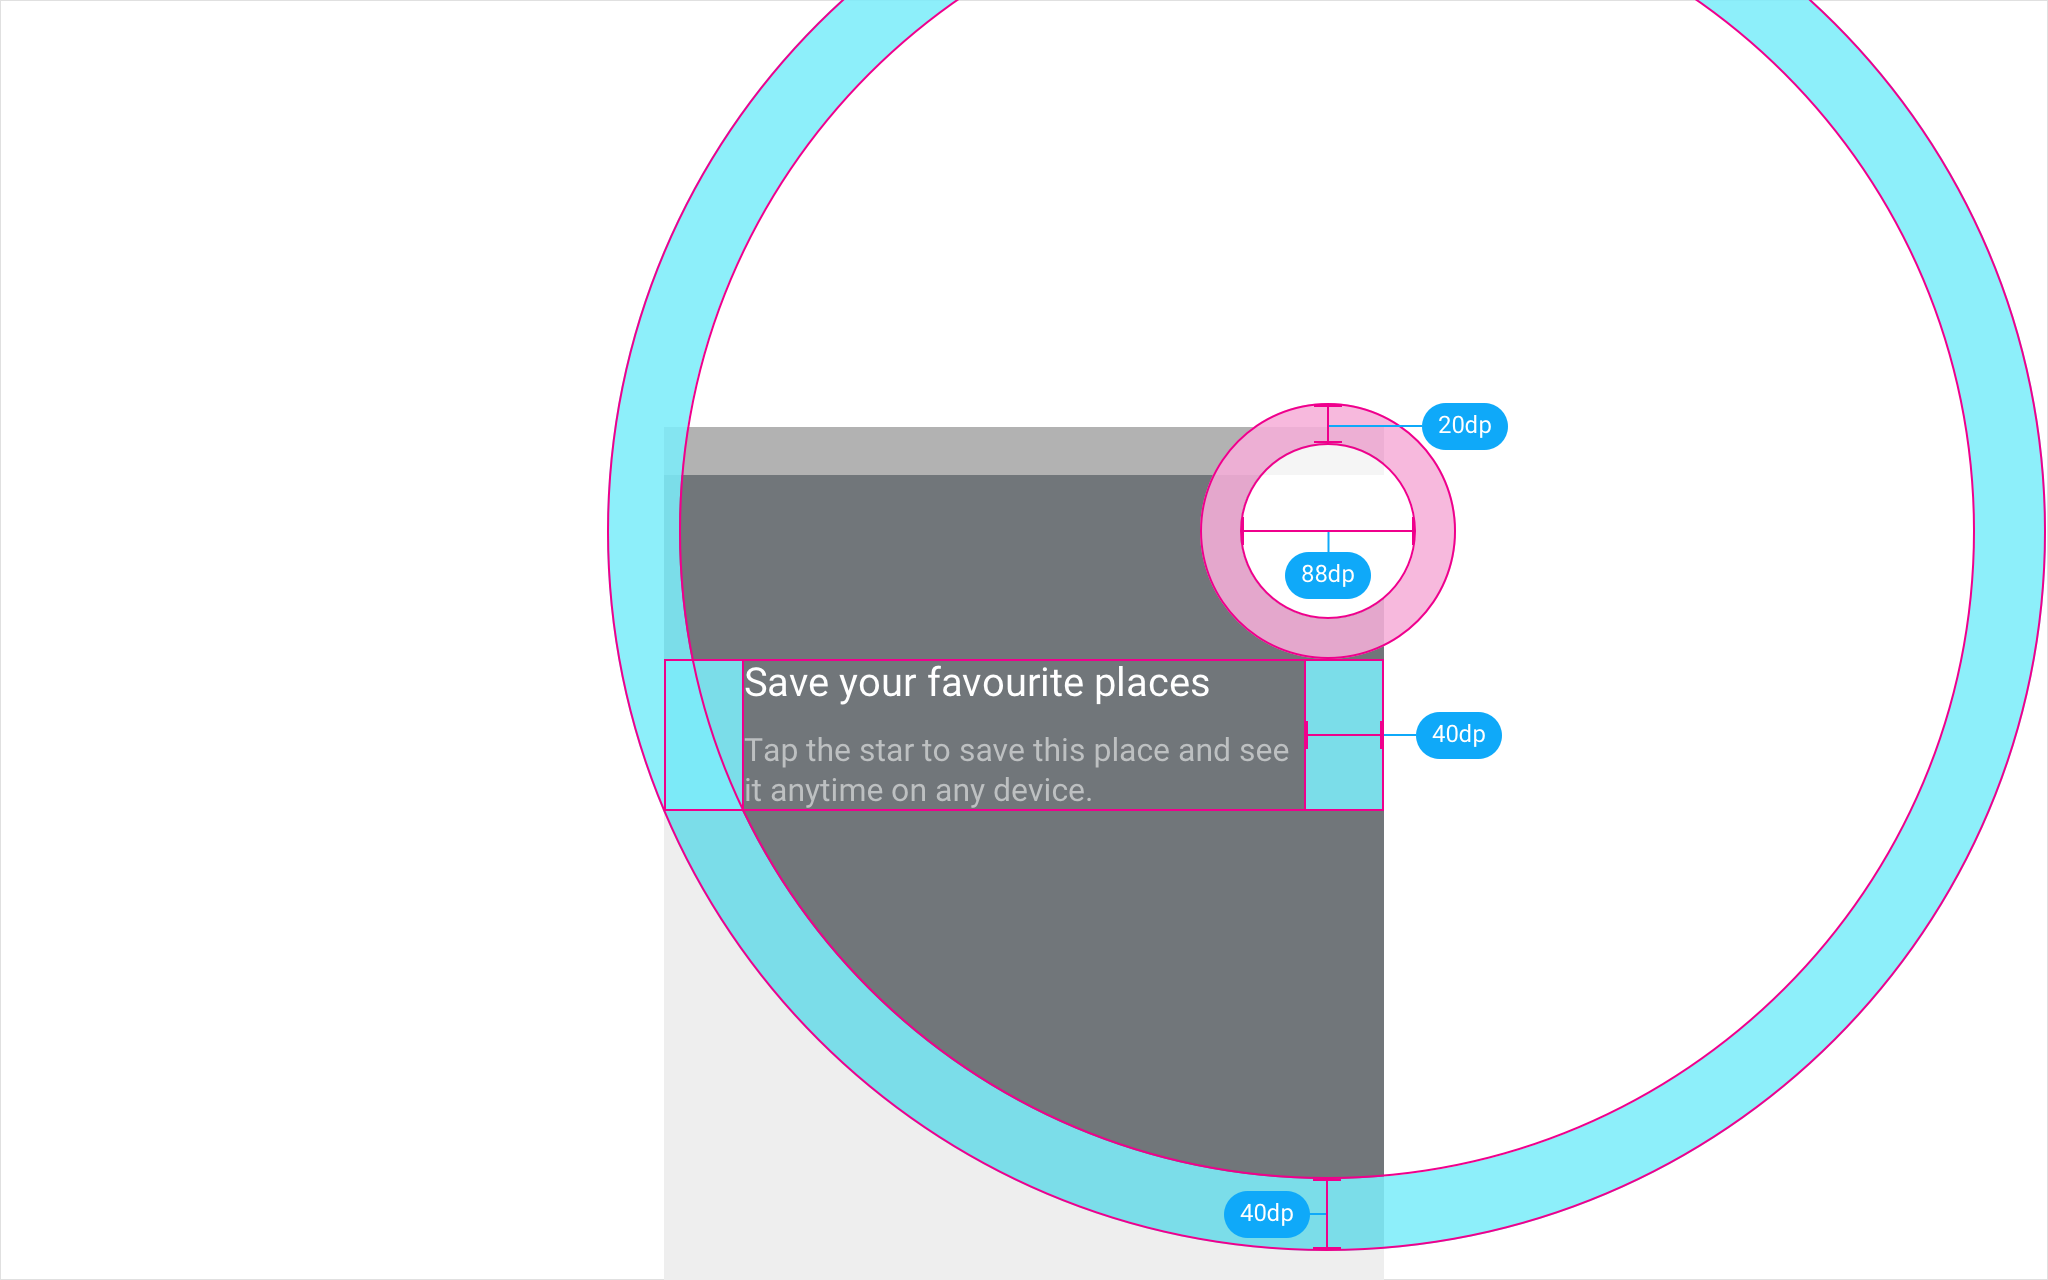 20dp
88dp
Save your favourite places
40dp
Tap the star to save this place and see
it anytime on any device.
40dp